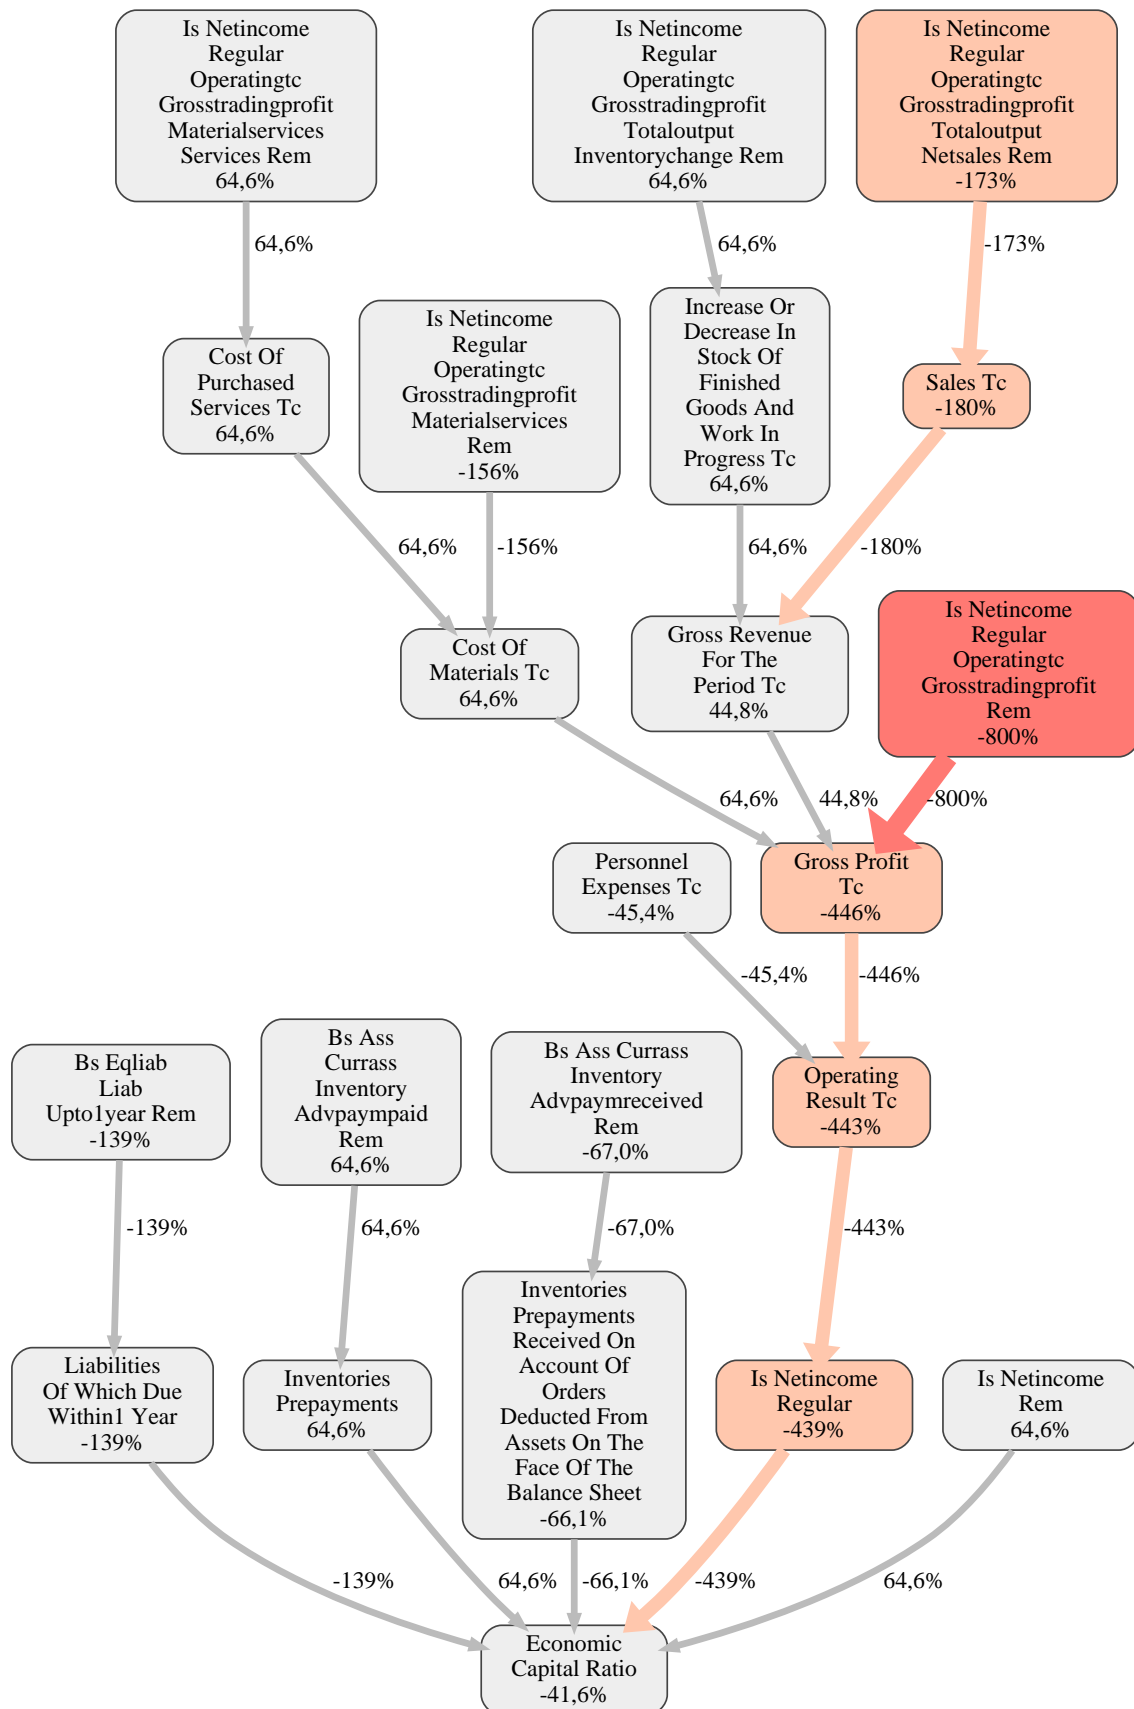 Is Netincome
Regular
Operatingtc
Grosstradingprofit
Materialservices
Services Rem
64,6%
Is Netincome
Regular
Operatingtc
Grosstradingprofit
Totaloutput
Inventorychange Rem
64,6%
Is Netincome
Regular
Operatingtc
Grosstradingprofit
Totaloutput
Netsales Rem
-173%
64,6%
64,6%
-173%
Cost Of
Purchased
Services Tc
64,6%
Is Netincome
Regular
Operatingtc
Grosstradingprofit
Materialservices
Rem
-156%
Increase Or
Decrease In
Stock Of
Finished
Goods And
Work In
Progress Tc
64,6%
Sales Tc
-180%
64,6%
-156%
64,6%
-180%
Cost Of
Materials Tc
64,6%
Gross Revenue
For The
Period Tc
44,8%
Is Netincome
Regular
Operatingtc
Grosstradingprofit
Rem
-800%
64,6%
44,8%
-800%
Personnel
Expenses Tc
-45,4%
Gross Profit
Tc
-446%
-45,4%
-446%
Bs Eqliab
Liab
Upto1year Rem
-139%
Bs Ass
Currass
Inventory
Advpaympaid
Rem
64,6%
Bs Ass Currass
Inventory
Advpaymreceived
Rem
-67,0%
Operating
Result Tc
-443%
-139%
64,6%
-67,0%
-443%
Liabilities
Of Which Due
Within1 Year
-139%
Inventories
Prepayments
64,6%
Inventories
Prepayments
Received On
Account Of
Orders
Deducted From
Assets On The
Face Of The
Balance Sheet
-66,1%
Is Netincome
Regular
-439%
Is Netincome
Rem
64,6%
-139%
64,6%
-66,1%
-439%
64,6%
Economic
Capital Ratio
-41,6%